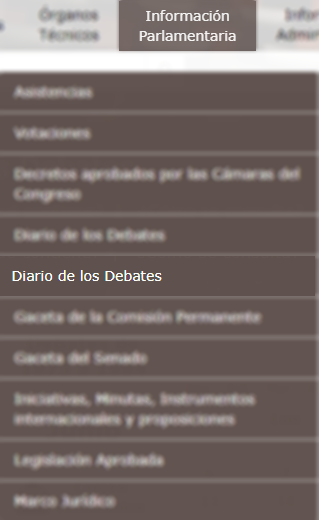 Órganos
Técnicos
Información
Parlamentaria
Asistencias
Votaciones
Decretos aprobados por las Cámaras del
Congreso
Diario de los Debates
Diario de los Debates
Gaceta de la Comisión Permanente
Gaceta del Senado
Iniciativas, Minutas, Instrumentos
internacionales y proposiciones
Legislación Aprobada
Marco Jurídico